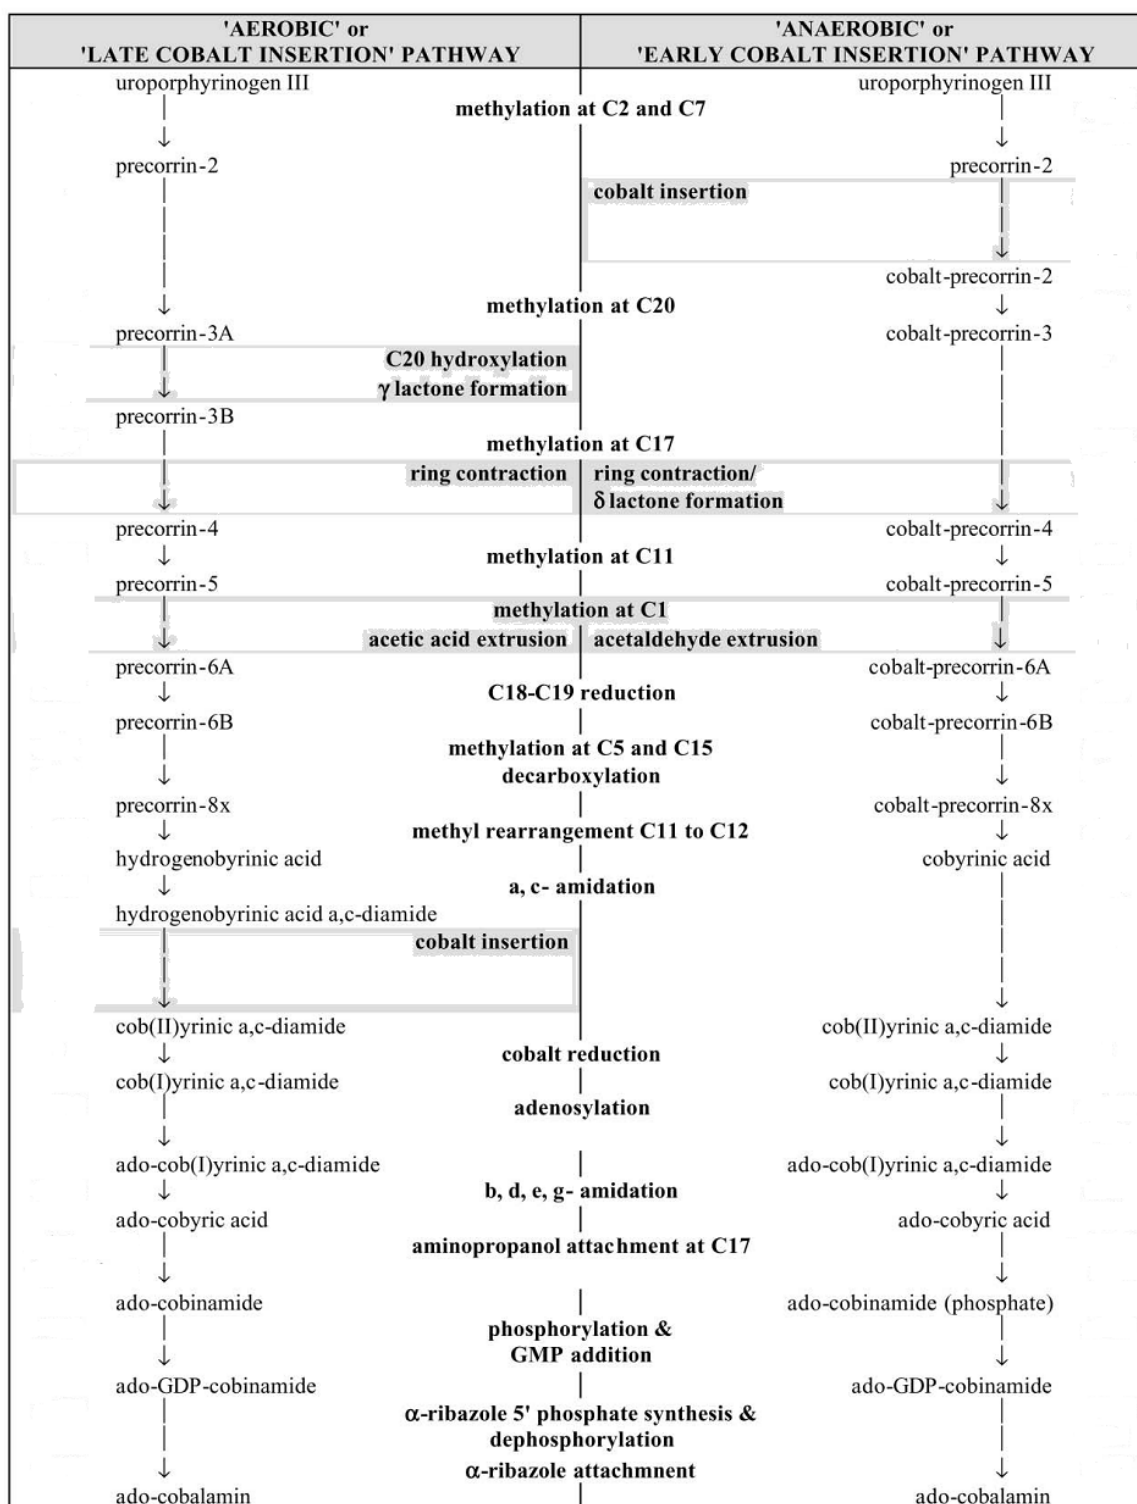 'AEROBIC' or
'LATE COBALT INSERTION' PATHWAY
'ANAEROBIC' or
'EARLY COBALT INSERTION' PATHWAY
uroporphyrinogen III
uroporphyrinogen III
methylation at C2 and C7
precorrin-2
precorrin-2
cobalt insertion
cobalt-precorrin-2
methylation at C20
precorrin-3A
cobalt-precorrin-3
C20 hydroxylation
γ lactone formation
precorrin-3B
methylation at C17
ring contraction
ring contraction/
δ lactone formation
precorrin-4
cobalt-precorrin-4
methylation at C11
precorrin-5
cobalt-precorrin-5
methylation at C1
acetic acid extrusion
acetaldehyde extrusion
precorrin-6A
cobalt-precorrin-6A
C18-C19 reduction
precorrin-6B
cobalt-precorrin-6B
methylation at C5 and C15
decarboxylation
precorrin-8x
cobalt-precorrin-8x
methyl rearrangement C11 to C12
hydrogenobyrinic acid
cobyrinic acid
a, c- amidation
hydrogenobyrinic acid a,c-diamide
cobalt insertion
cob(II)yrinic a,c-diamide
cob(II)yrinic a,c-diamide
cobalt reduction
cob(I)yrinic a,c-diamide
cob(I)yrinic a,c-diamide
adenosylation
ado-cob(I)yrinic a,c-diamide
ado-cob(I)yrinic a,c-diamide
b, d, e, g- amidation
ado-cobyric acid
ado-cobyric acid
aminopropanol attachment at C17
ado-cobinamide
ado-cobinamide (phosphate)
phosphorylation &
GMP addition
ado-GDP-cobinamide
ado-GDP-cobinamide
α-ribazole 5' phosphate synthesis &
dephosphorylation
α-ribazole attachmnent
ado-cobalamin
ado-cobalamin